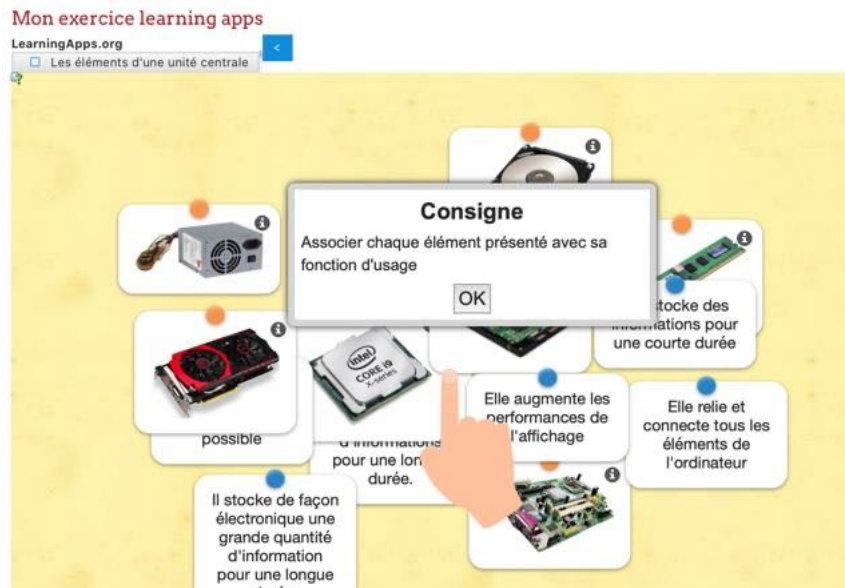 Mon exercice learning apps
LearningApps.org
<
Les éléments d'une unité centrale
Consigne
Associer chaque élément présenté avec sa
fonction d'usage
OK
stocke des
informations pour
une courte durée
intel
CORE i9
X-series
possible
d'informations
pour une
durée.
Elle augmente les
performances de
l'affichage
Elle relie et
connecte tous les
éléments de
l'ordinateur
Il stocke de façon
électronique une
grande quantité
d'information
pour une longue